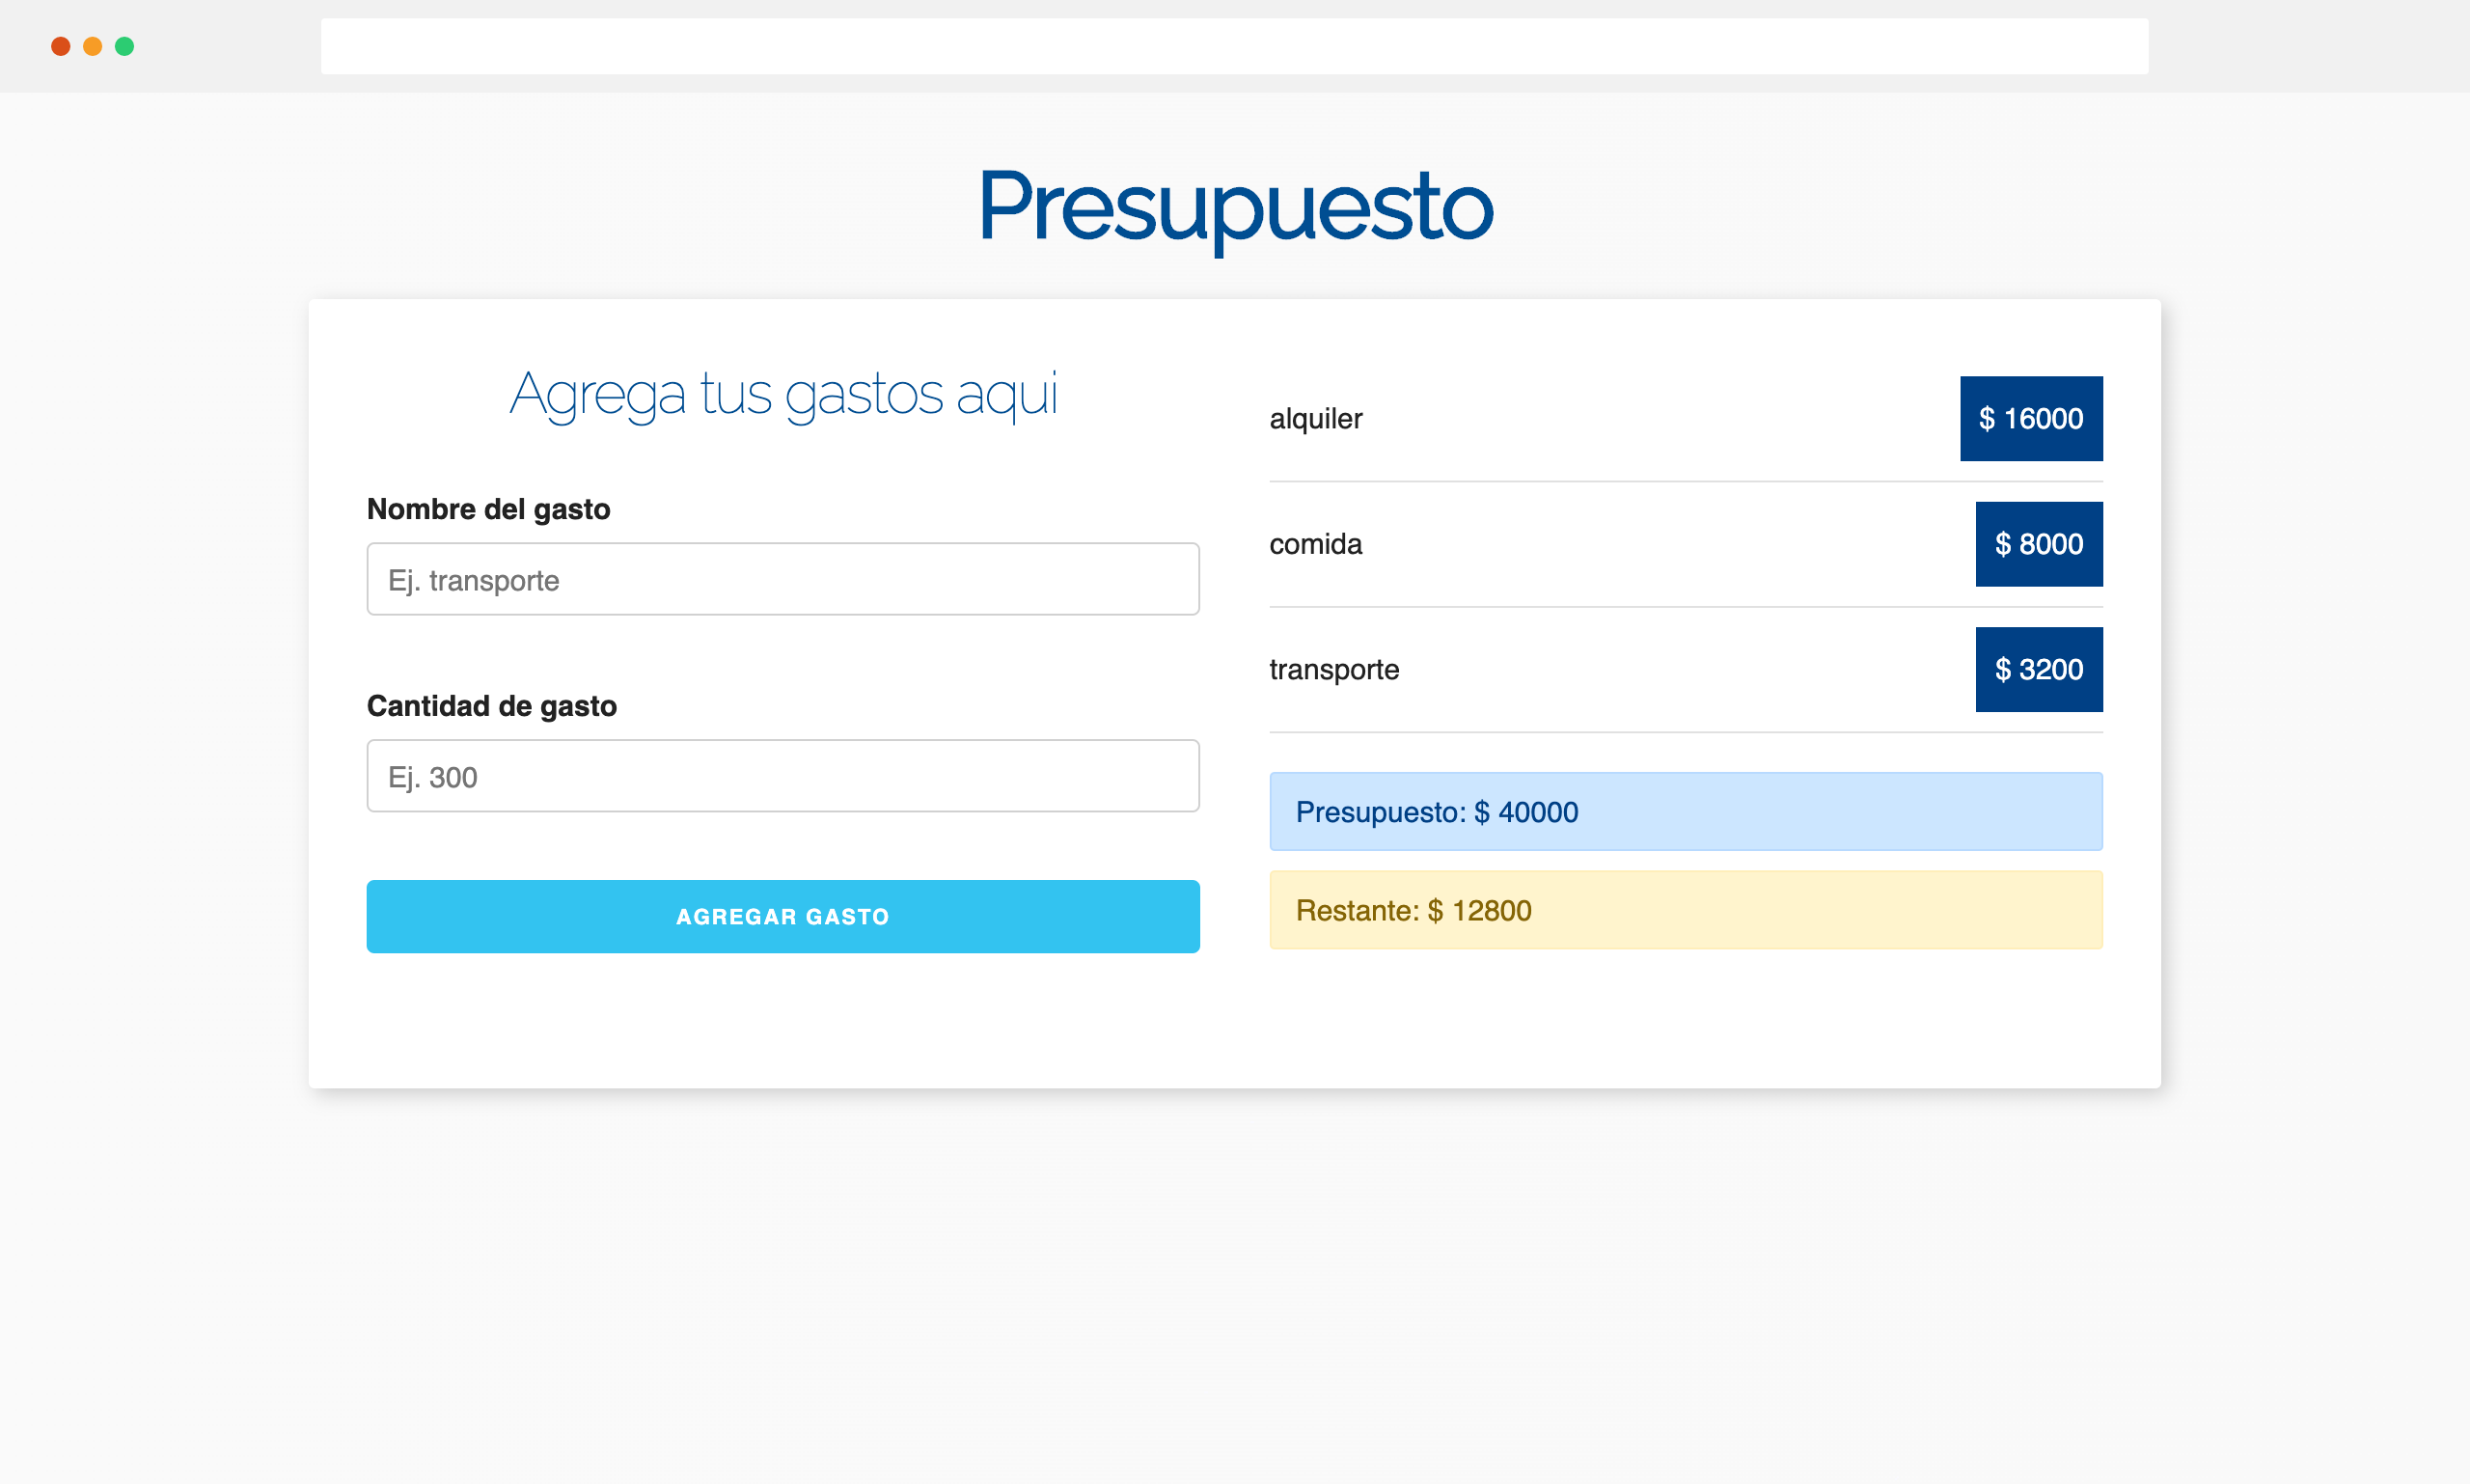 Presupuesto
Agrega tus gastos aqui
Nombre del gasto
Ej. transporte
Cantidad de gasto
Ej. 300
AGREGAR GASTO
alquiler $ 16000
comida $ 8000
transporte $ 3200
Presupuesto: $ 40000
Restante: $ 12800